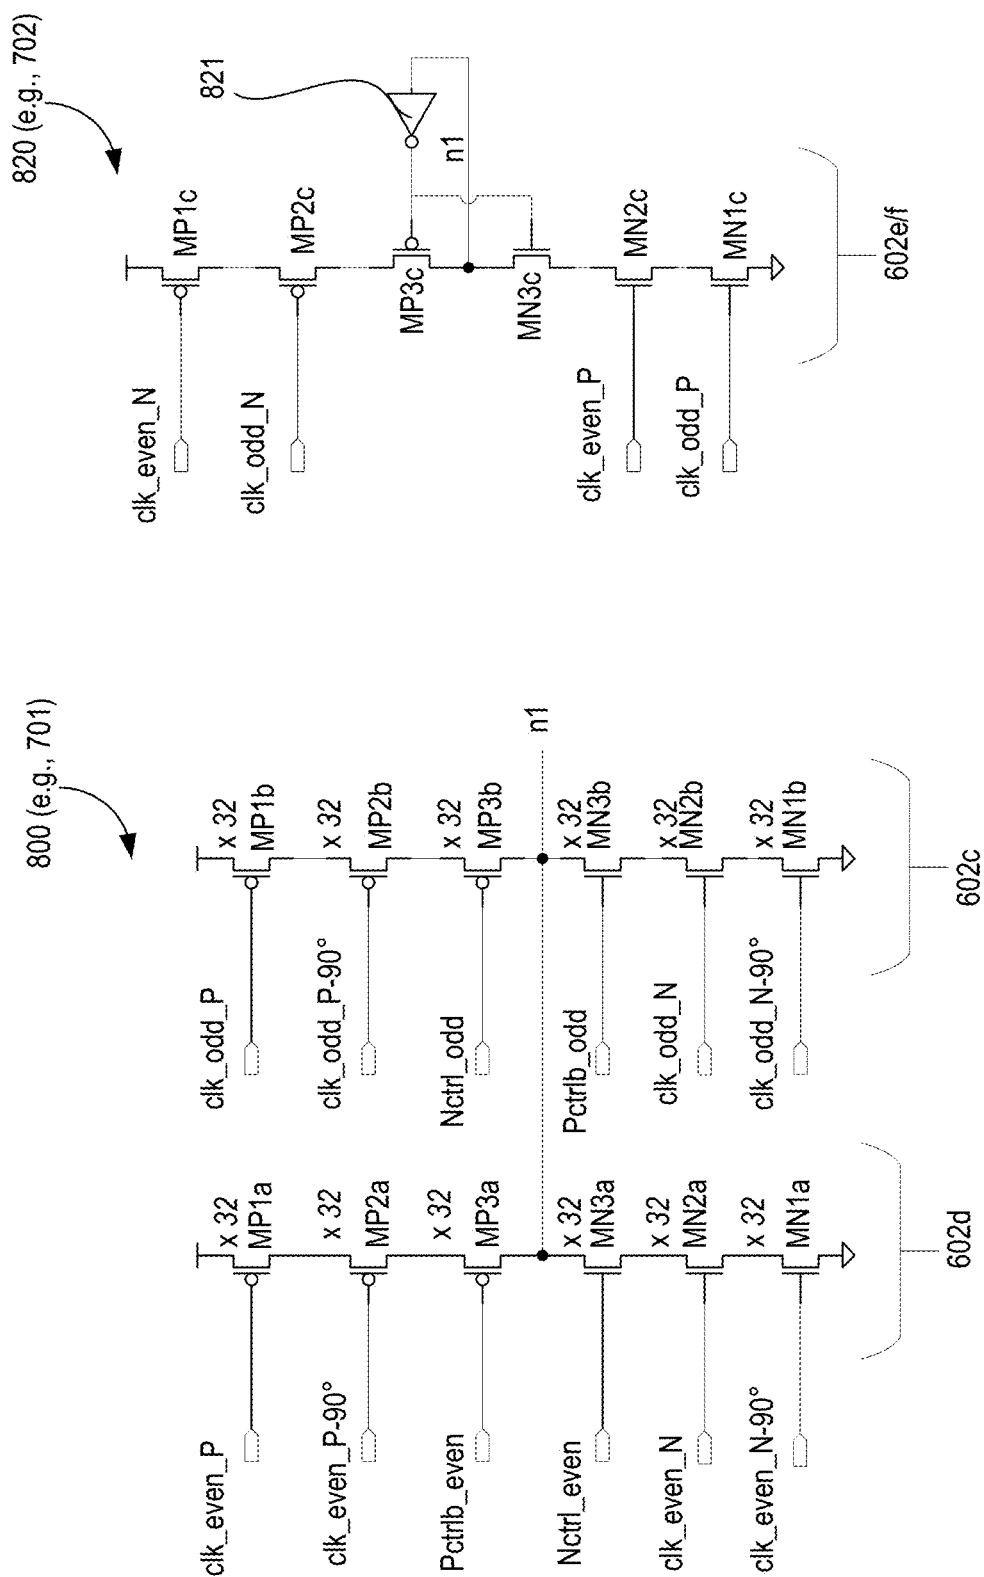 820 (e.g., 702)
821
n1
MP1c
MP2c
MP3c
MN3c
MN2c
MN1c
clk_even_N
clk_odd_N
clk_even_P
clk_odd_P
602e/f
800 (e.g., 701)
n1
x 32
MP1b
x 32
MP2b
x 32
MP3b
x 32
MN3b
x 32
MN2b
x 32
MN1b
clk_odd_P
clk_odd_P-90°
Nctrl_odd
Pctrlb_odd
clk_odd_N
clk_odd_N-90°
602c
x 32
MP1a
x 32
MP2a
x 32
MP3a
x 32
MN3a
x 32
MN2a
x 32
MN1a
clk_even_P
clk_even_P-90°
Pctrlb_even
Nctrl_even
clk_even_N
clk_even_N-90°
602d